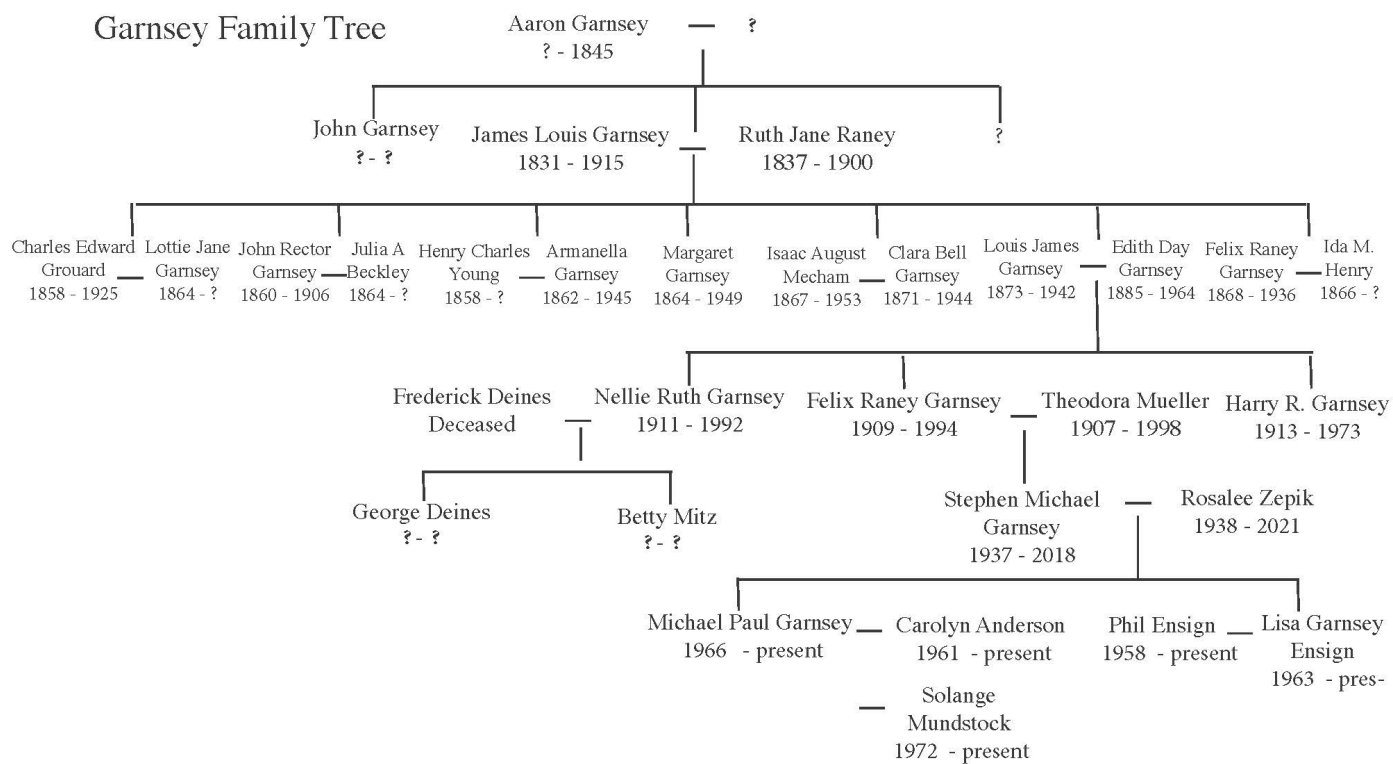 Garnsey Family Tree
Aaron Garnsey
?
? - 1845
John Garnsey
? - ?
James Louis Garnsey
1831 - 1915
Ruth Jane Raney
1837 - 1900
?
Charles Edward
Grouard
1858 - 1925
Lottie Jane
Garnsey
1864 - ?
John Rector
Garnsey
1860 - 1906
Julia A
Beckley
1864 - ?
Henry Charles
Young
1858 - ?
Armanella
Garnsey
1862 - 1945
Margaret
Garnsey
1864 - 1949
Isaac August
Mecham
1867 - 1953
Clara Bell
Garnsey
1871 - 1944
Louis James
Garnsey
1873 - 1942
Edith Day
Garnsey
1885 - 1964
Felix Raney
Garnsey
1868 - 1936
Ida M.
Henry
1866 - ?
Frederick Deines
Deceased
Nellie Ruth Garnsey
1911 - 1992
Felix Raney Garnsey
1909 - 1994
Theodora Mueller
1907 - 1998
Harry R. Garnsey
1913 - 1973
George Deines
? - ?
Betty Mitz
? - ?
Stephen Michael
Garnsey
1937 - 2018
Rosalee Zepik
1938 - 2021
Michael Paul Garnsey
1966 - present
Carolyn Anderson
1961 - present
Phil Ensign
1958 - present
Lisa Garnsey
Ensign
1963 - pres-
Solange
Mundstock
1972 - present